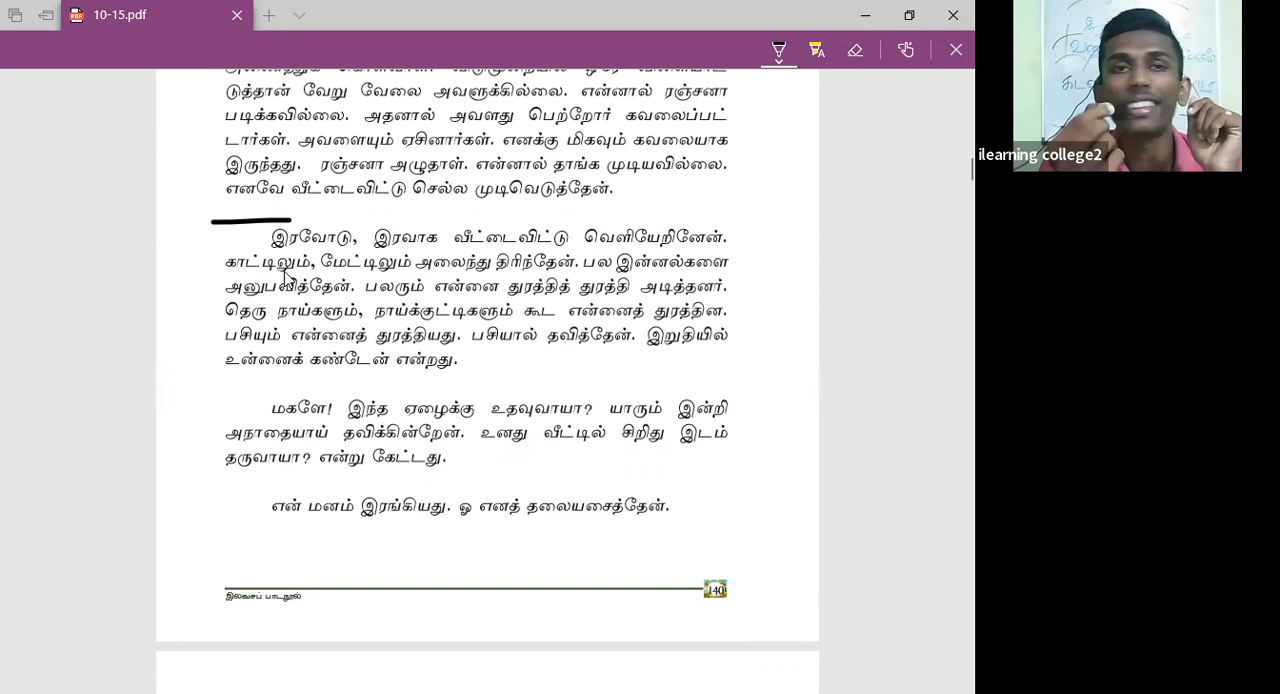 10-15.pdf
டுத்தான் வேறு வேலை அவளுக்கில்லை. என்னால் ரஞ்சனா
படிக்கவில்லை. அதனால் அவளது பெற்றோர் கவலைப்பட்
டார்கள். அவளையும் ஏசினார்கள். எனக்கு மிகவும் கவலையாக
இருந்தது. ரஞ்சனா அழுதாள். என்னால் தாங்க முடியவில்லை.
எனவே வீட்டைவிட்டு செல்ல முடிவெடுத்தேன்.
இரவோடு, இரவாக வீட்டைவிட்டு வெளியேறினேன்.
காட்டிலும், மேட்டிலும் அலைந்து திரிந்தேன். பல இன்னல்களை
அனுபவித்தேன். பலரும் என்னை துரத்தித் துரத்தி அடித்தனர்.
தெரு நாய்களும், நாய்க்குட்டிகளும் கூட என்னைத் துரத்தின.
பசியும் என்னைத் துரத்தியது. பசியால் தவித்தேன். இறுதியில்
உன்னைக் கண்டேன் என்றது.
மகளே! இந்த ஏழைக்கு உதவுவாயா? யாரும் இன்றி
அநாதையாய் தவிக்கின்றேன். உனது வீட்டில் சிறிது இடம்
தருவாயா? என்று கேட்டது.
என் மனம் இரங்கியது. ஓ எனத் தலையசைத்தேன்.
இலவசப் பாடநூல்
140
ilearning college2